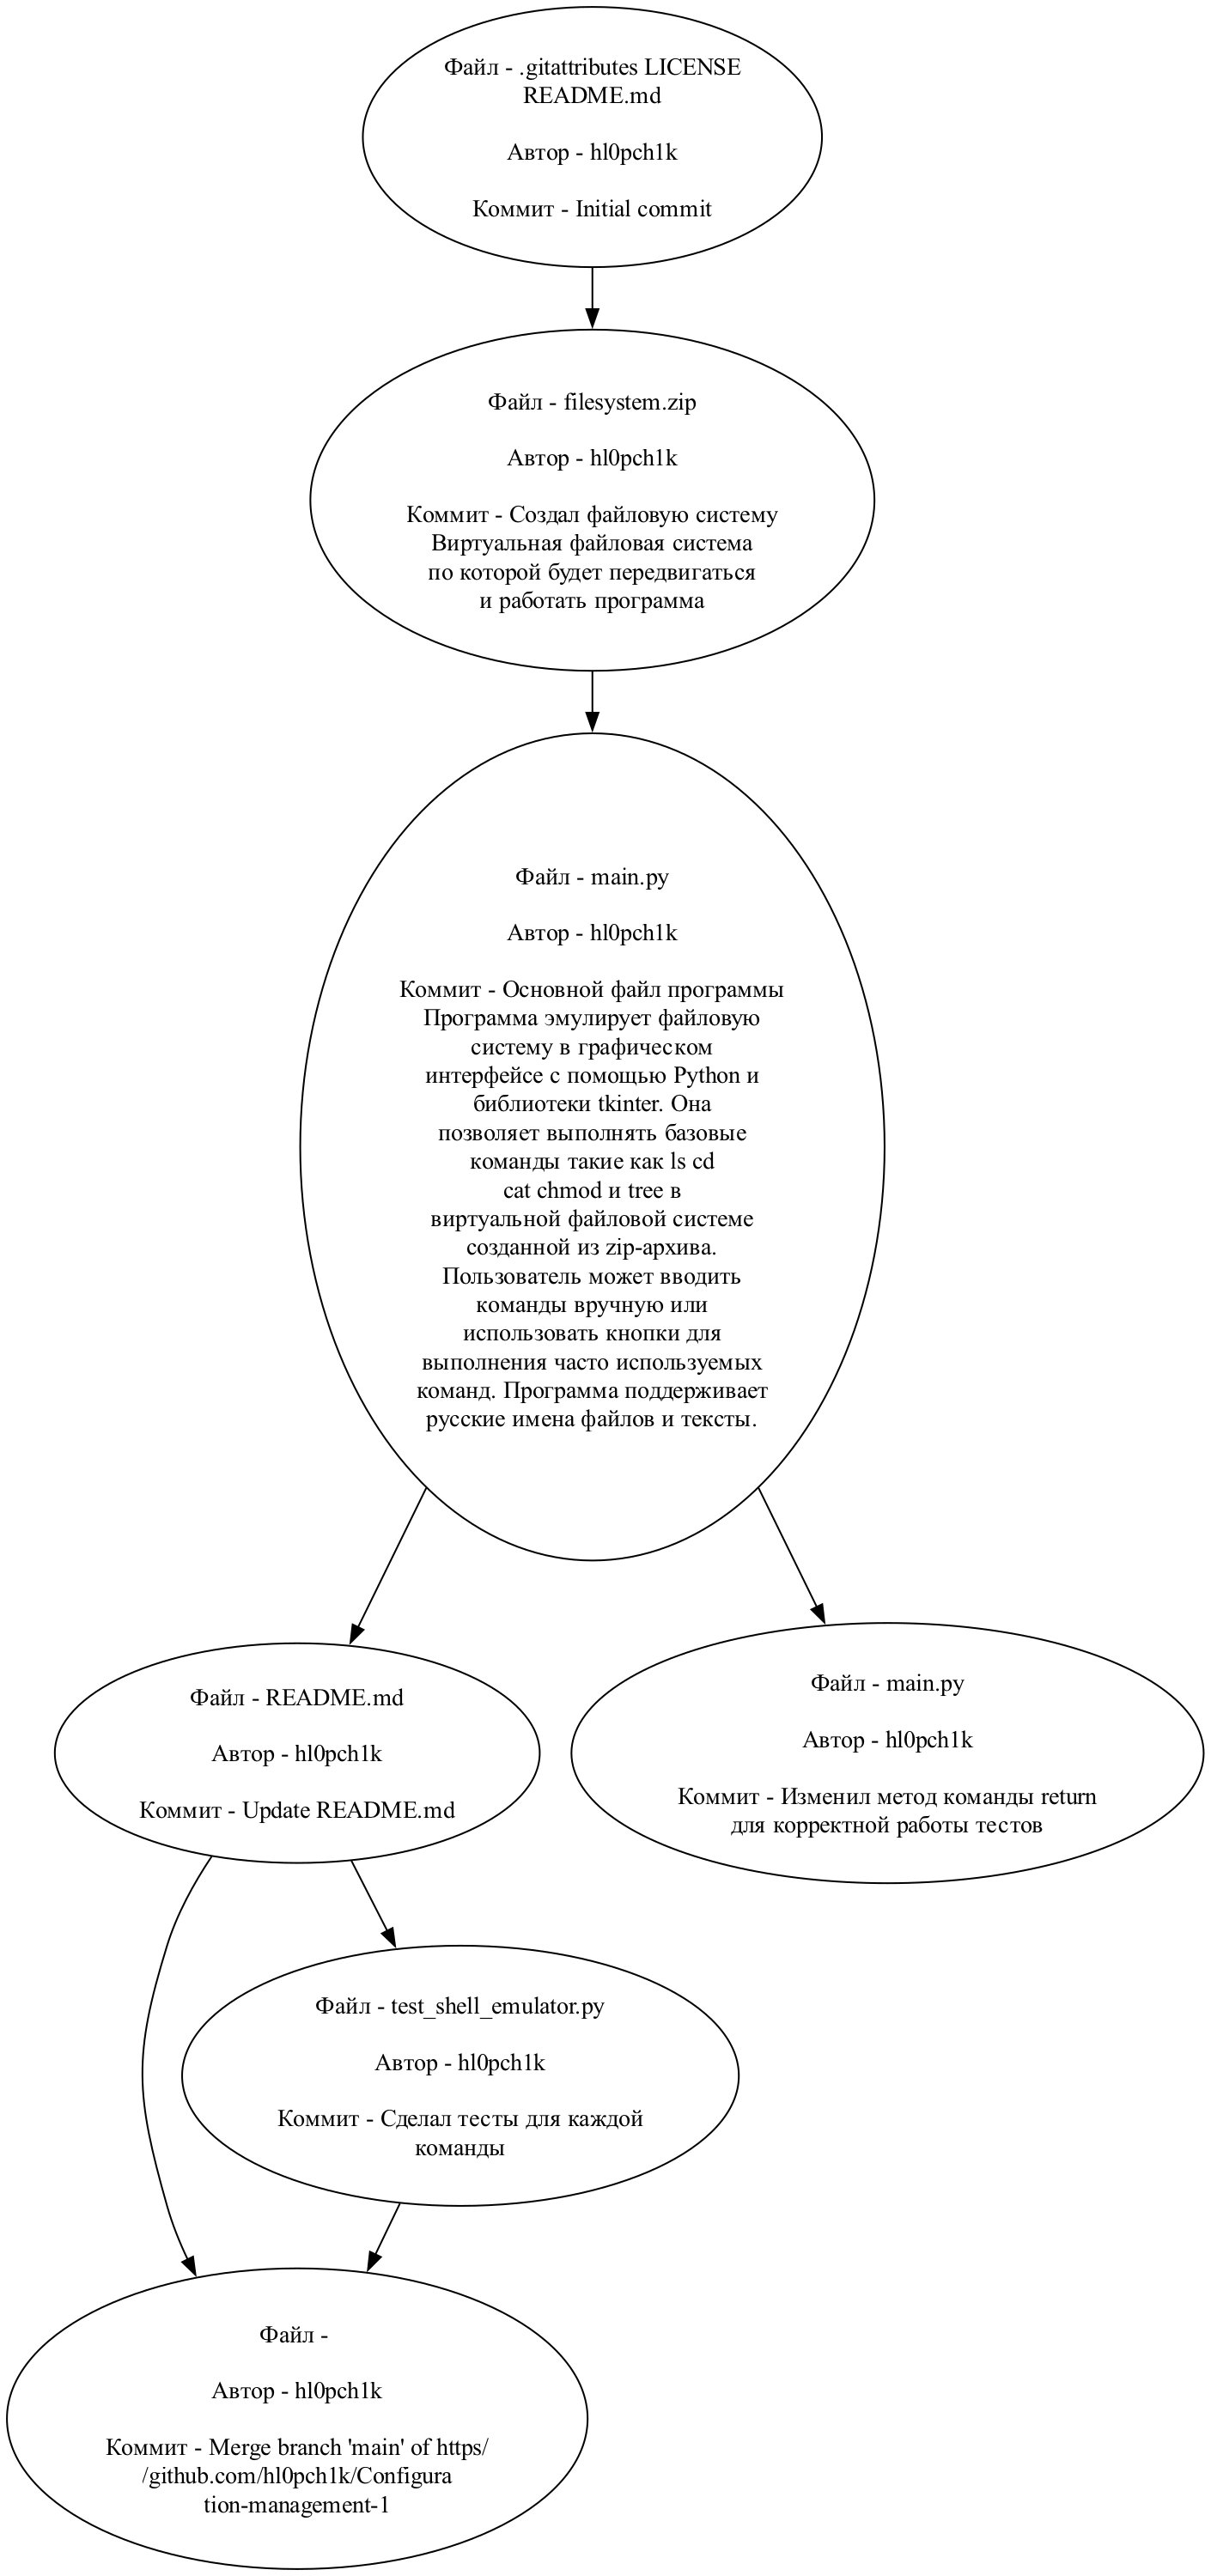 Файл - .gitattributes LICENSE
README.md
Автор - hl0pch1k
Коммит - Initial commit
Файл - filesystem.zip
Автор - hl0pch1k
Коммит - Создал файловую систему
Виртуальная файловая система
по которой будет передвигаться
и работать программа
Файл - main.py
Автор - hl0pch1k
Коммит - Основной файл программы
Программа эмулирует файловую
систему в графическом
интерфейсе с помощью Python и
библиотеки tkinter. Она
позволяет выполнять базовые
команды такие как ls cd
cat chmod и tree в
виртуальной файловой системе
созданной из zip-архива.
Пользователь может вводить
команды вручную или
использовать кнопки для
выполнения часто используемых
команд. Программа поддерживает
русские имена файлов и тексты.
Файл - README.md
Автор - hl0pch1k
Коммит - Update README.md
Файл - main.py
Автор - hl0pch1k
Коммит - Изменил метод команды return
для корректной работы тестов
Файл - test_shell_emulator.py
Автор - hl0pch1k
Коммит - Сделал тесты для каждой
команды
Файл -
Автор - hl0pch1k
Коммит - Merge branch 'main' of https/
/github.com/hl0pch1k/Configura
tion-management-1